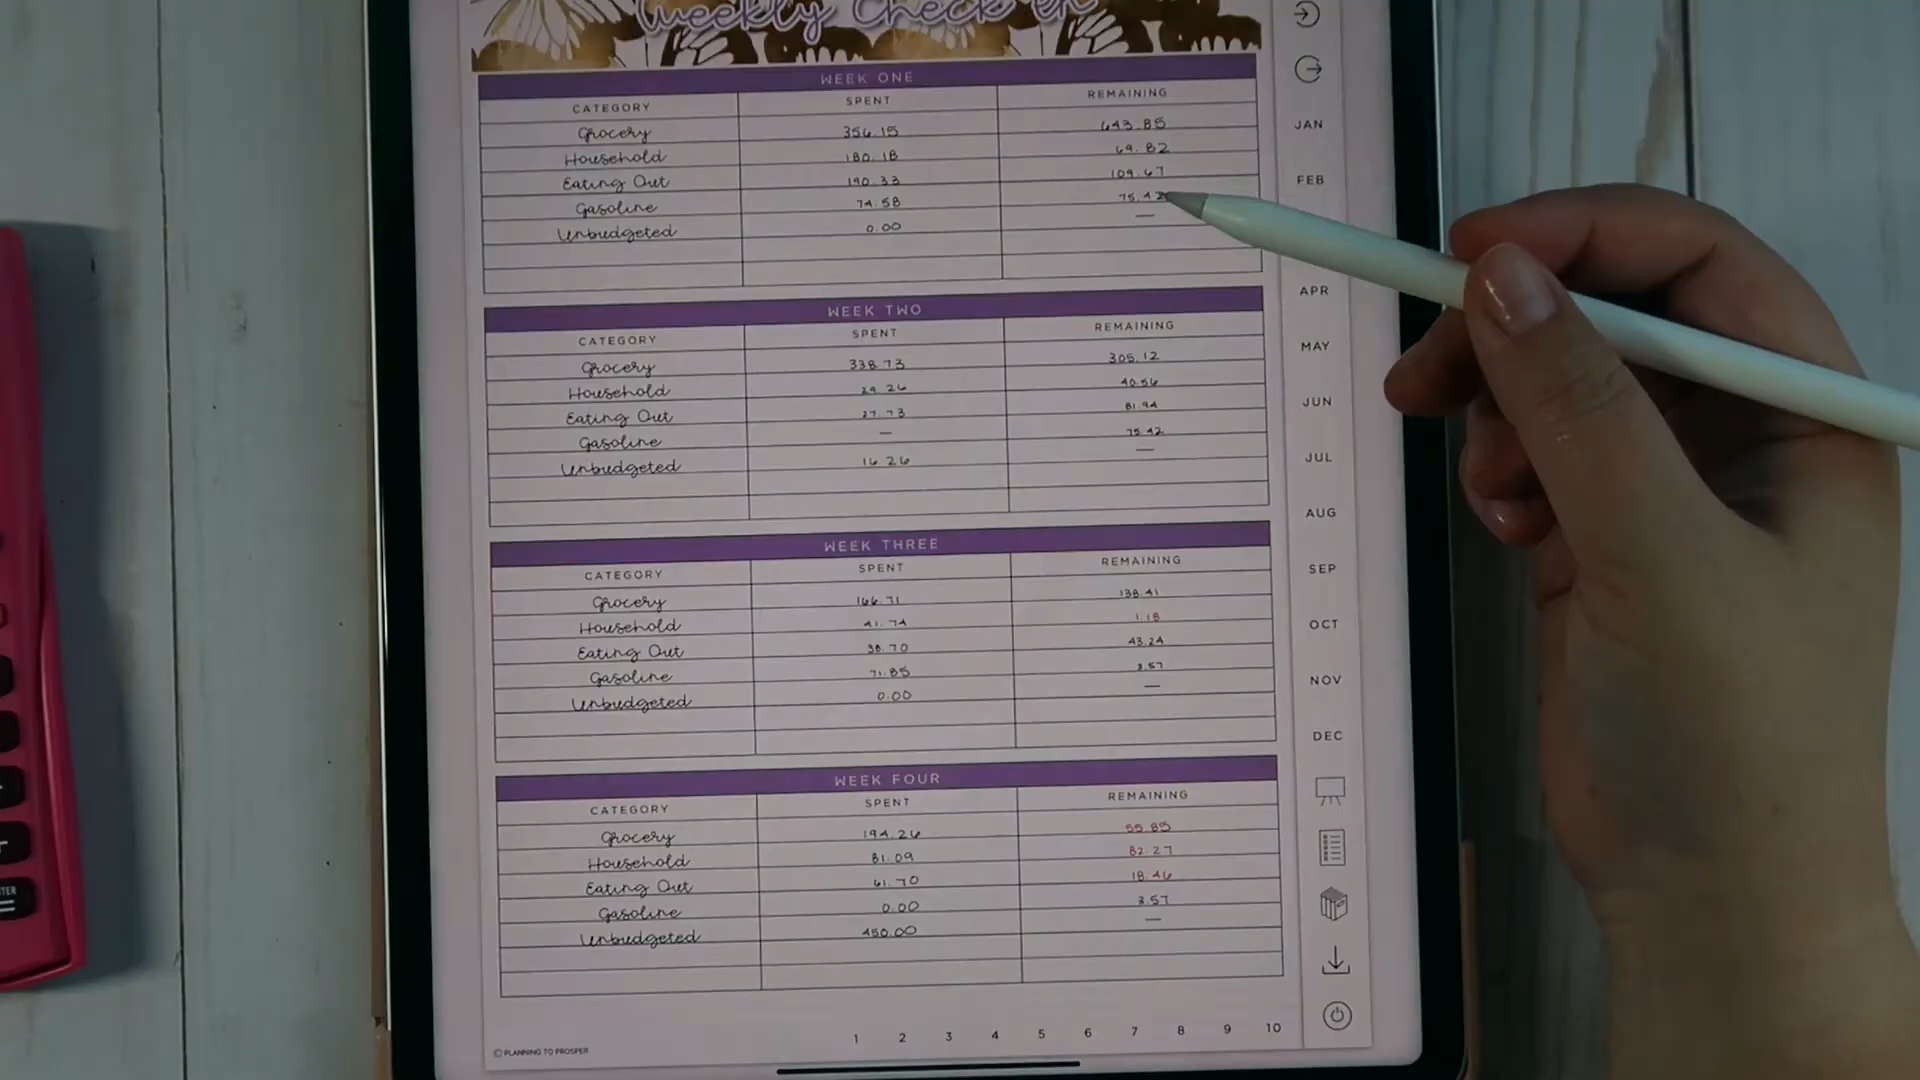 Weekly Check in
WEEK ONE
CATEGORY SPENT REMAINING
Grocery 356.15 643.85
Household 180.18 69.82
Eating Out 190.33 109.67
Gasoline 74.58 75.42
Unbudgeted 0.00 —
WEEK TWO
CATEGORY SPENT REMAINING
Grocery 338.73 305.12
Household 29.26 40.56
Eating Out 27.73 81.94
Gasoline — 75.42
Unbudgeted 16.26 —
WEEK THREE
CATEGORY SPENT REMAINING
Grocery 166.71 138.41
Household 41.74 1.18
Eating Out 38.70 43.24
Gasoline 71.85 3.57
Unbudgeted 0.00 —
WEEK FOUR
CATEGORY SPENT REMAINING
Grocery 194.26 55.85
Household 81.09 82.27
Eating Out 61.70 18.46
Gasoline 0.00 3.57
Unbudgeted 450.00 —
1 2 3 4 5 6 7 8 9 10
© PLANNING TO PROSPER
JAN
FEB
APR
MAY
JUN
JUL
AUG
SEP
OCT
NOV
DEC